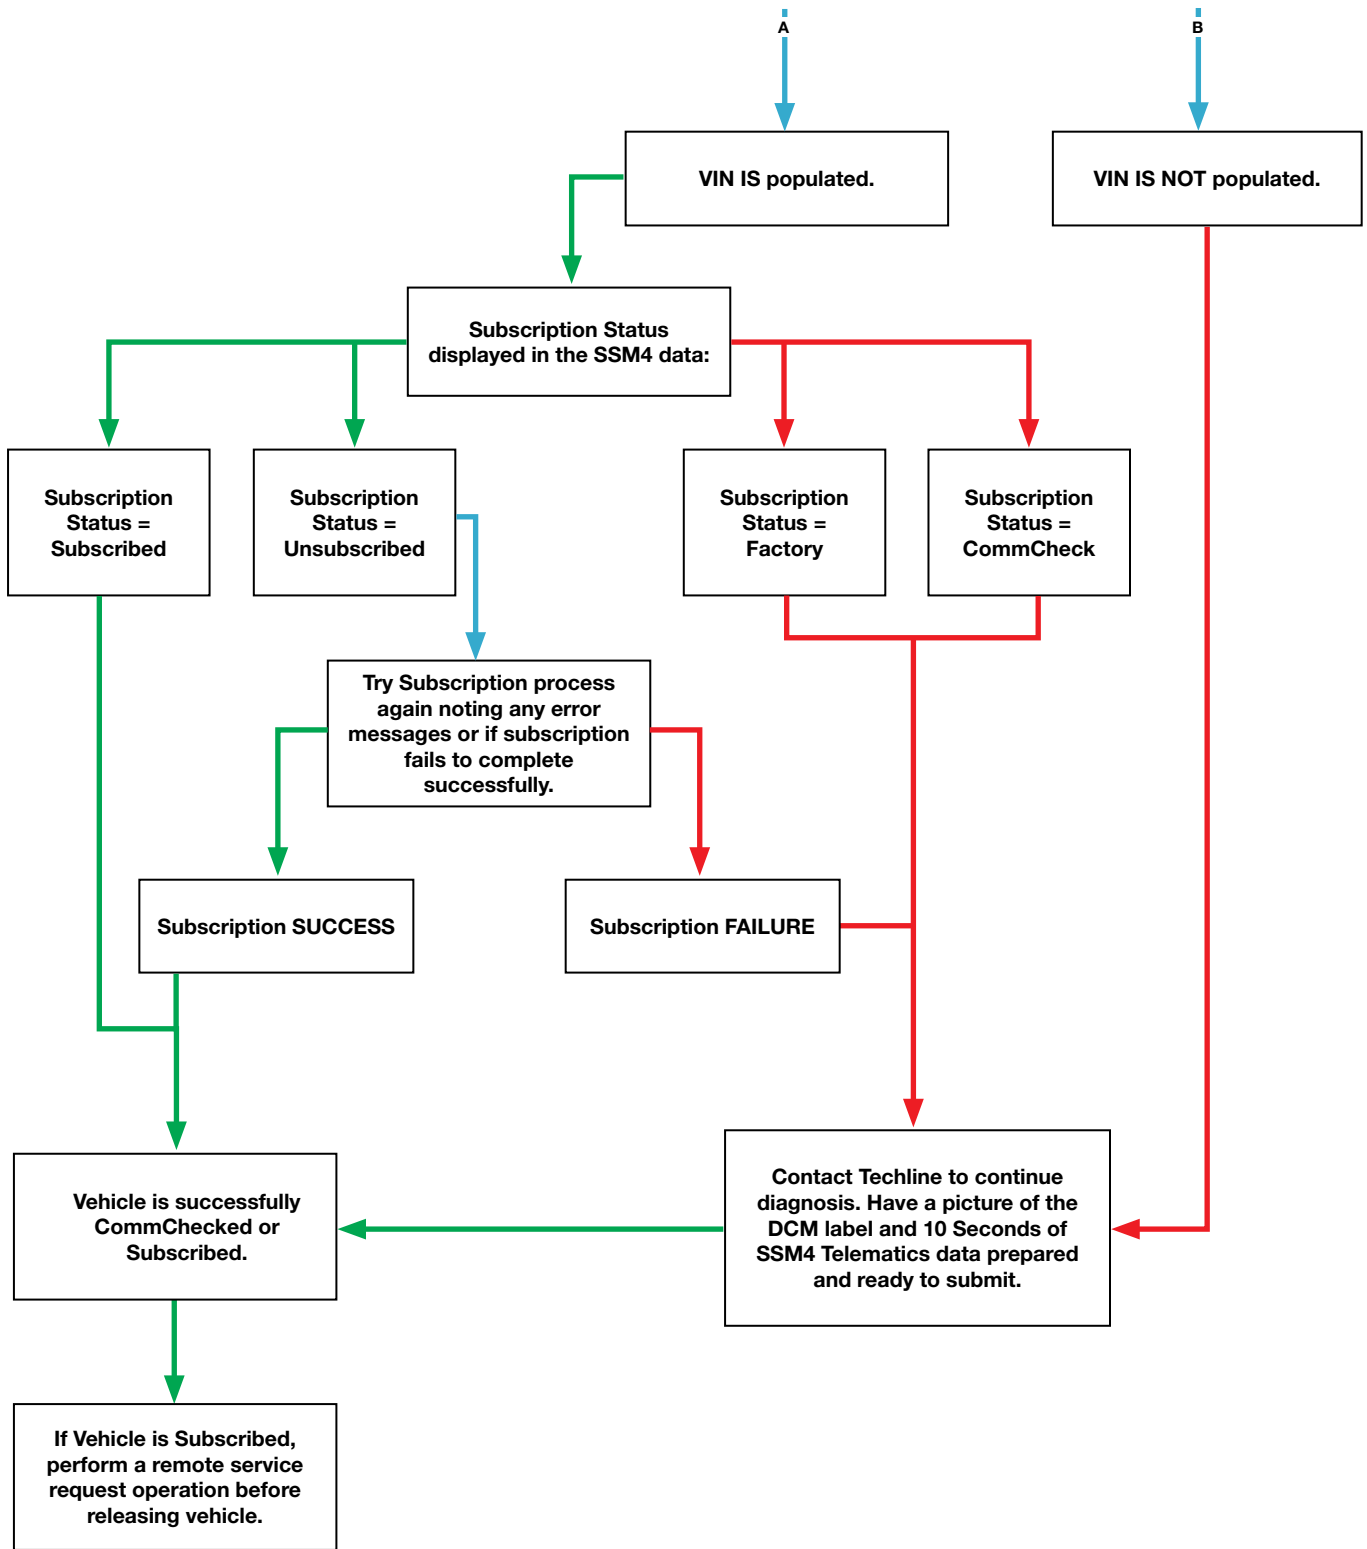 A
B
VIN IS populated.
VIN IS NOT populated.
Subscription Status
displayed in the SSM4 data:
Subscription
Status =
Subscribed
Subscription
Status =
Unsubscribed
Subscription
Status =
Factory
Subscription
Status =
CommCheck
Try Subscription process
again noting any error
messages or if subscription
fails to complete
successfully.
Subscription SUCCESS
Subscription FAILURE
Vehicle is successfully
CommChecked or
Subscribed.
Contact Techline to continue
diagnosis. Have a picture of the
DCM label and 10 Seconds of
SSM4 Telematics data prepared
and ready to submit.
If Vehicle is Subscribed,
perform a remote service
request operation before
releasing vehicle.